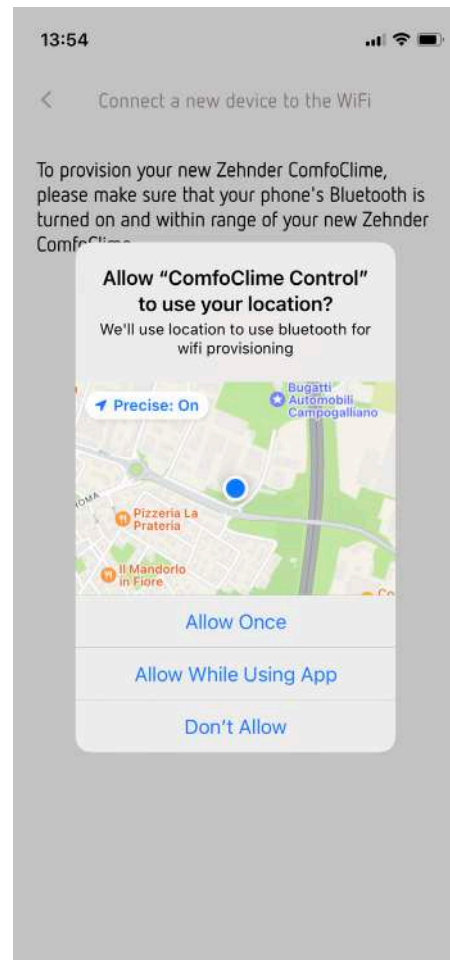 13:54
Connect a new device to the WiFi
To provision your new Zehnder ComfoClime,
please make sure that your phone's Bluetooth is
turned on and within range of your new Zehnder
ComfoClime
Allow “ComfoClime Control”
to use your location?
We'll use location to use bluetooth for
wifi provisioning
Precise: On
Bugatti
Automobili
Campogalliano
Pizzeria La
Prateria
Il Mandorlo
in Fiore
Allow Once
Allow While Using App
Don't Allow